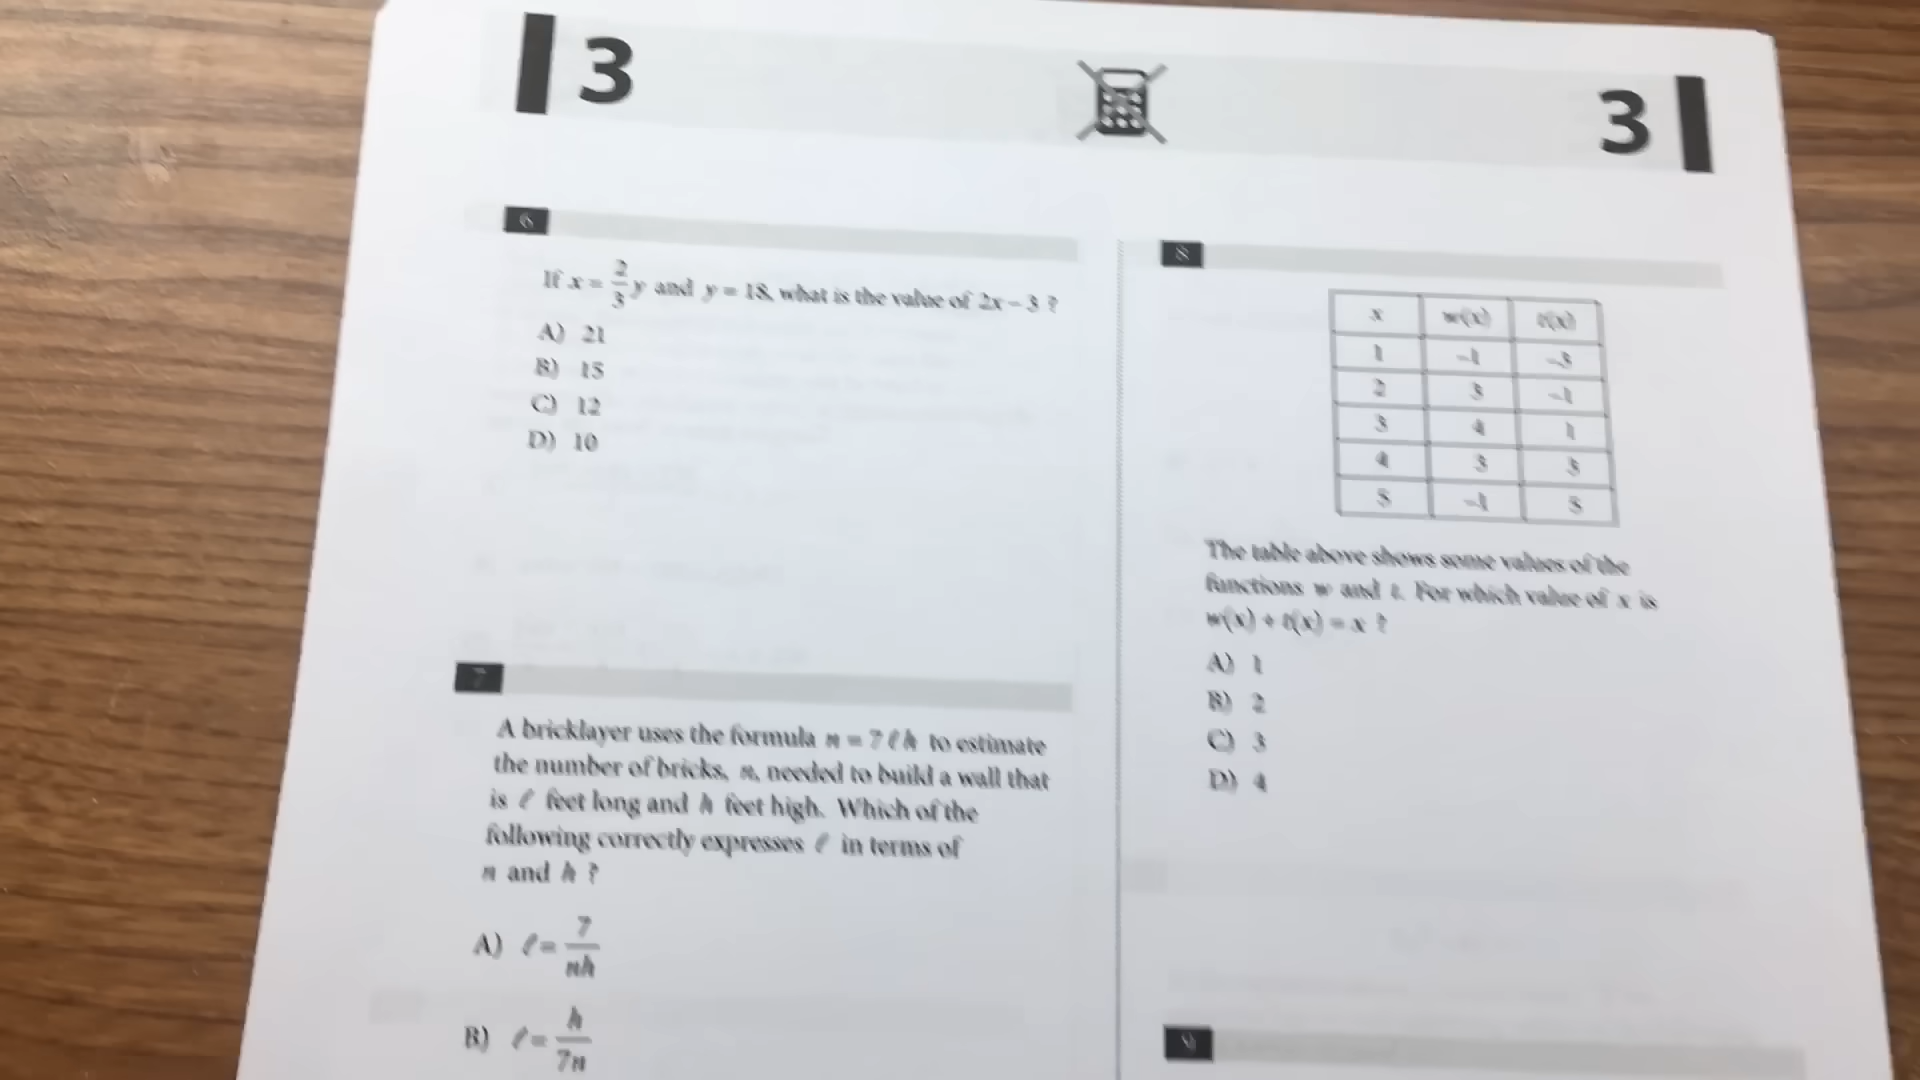 3
3
6
If x = 2/3 y and y = 18, what is the value of 2x − 3 ?
A) 21
B) 15
C) 12
D) 10
7
A bricklayer uses the formula n = 7ℓh to estimate
the number of bricks, n, needed to build a wall that
is ℓ feet long and h feet high. Which of the
following correctly expresses ℓ in terms of
n and h ?
A) ℓ = 7/nh
B) ℓ = h/7n
8
x w(x) t(x)
1 −1 −3
2 3 −1
3 4 1
4 3 3
5 −1 5
The table above shows some values of the
functions w and t. For which value of x is
w(x) + t(x) = x ?
A) 1
B) 2
C) 3
D) 4
9